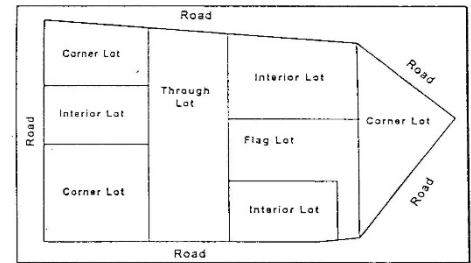 Road
Corner Lot
Through
Lot
Interior Lot
Road
Interior Lot
Road
Corner Lot
Flag Lot
Corner Lot
Interior Lot
Road
Road